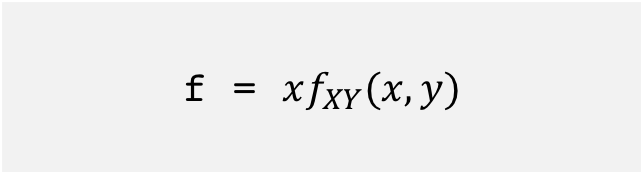 f = xf_{XY}(x, y)